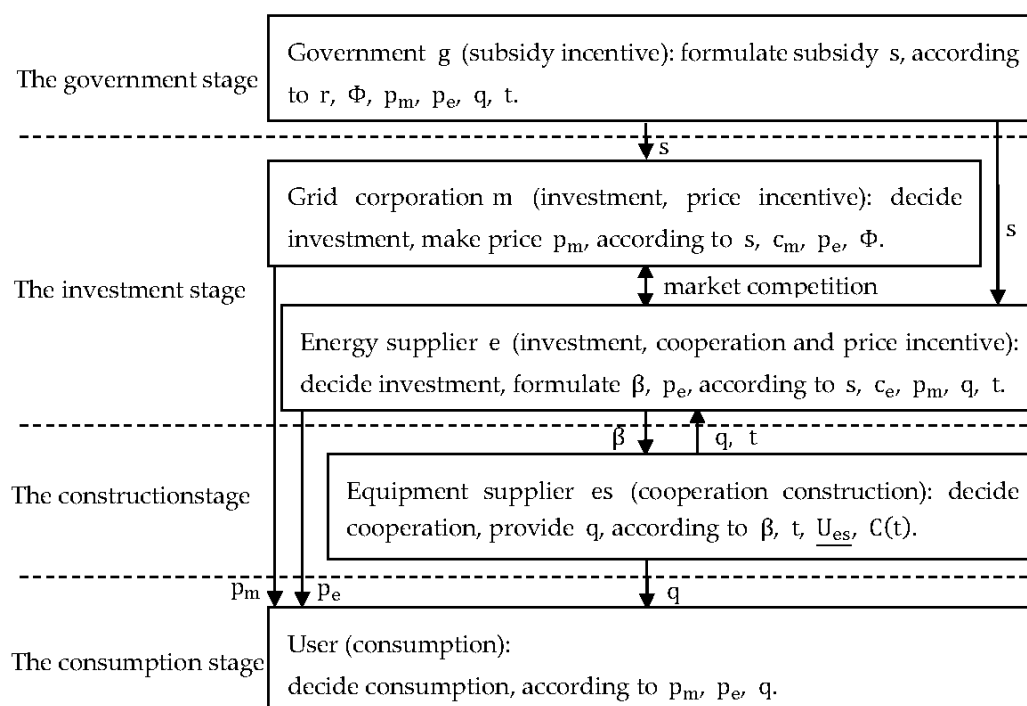 The government stage
Government g (subsidy incentive): formulate subsidy s, according
to r, Φ, pₘ, pₑ, q, t.
s
Grid corporation m (investment, price incentive): decide
investment, make price pₘ, according to s, cₘ, pₑ, Φ.
s
The investment stage
market competition
Energy supplier e (investment, cooperation and price incentive):
decide investment, formulate β, pₑ, according to s, cₑ, pₘ, q, t.
β
q, t
The constructionstage
Equipment supplier es (cooperation construction): decide
cooperation, provide q, according to β, t, U_es, C(t).
pₘ
pₑ
q
The consumption stage
User (consumption):
decide consumption, according to pₘ, pₑ, q.